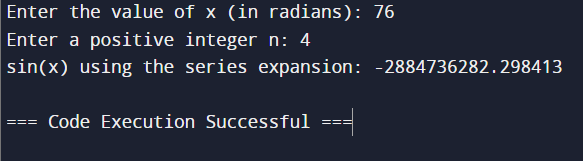 Enter the value of x (in radians): 76
Enter a positive integer n: 4
sin(x) using the series expansion: -2884736282.298413
=== Code Execution Successful ===